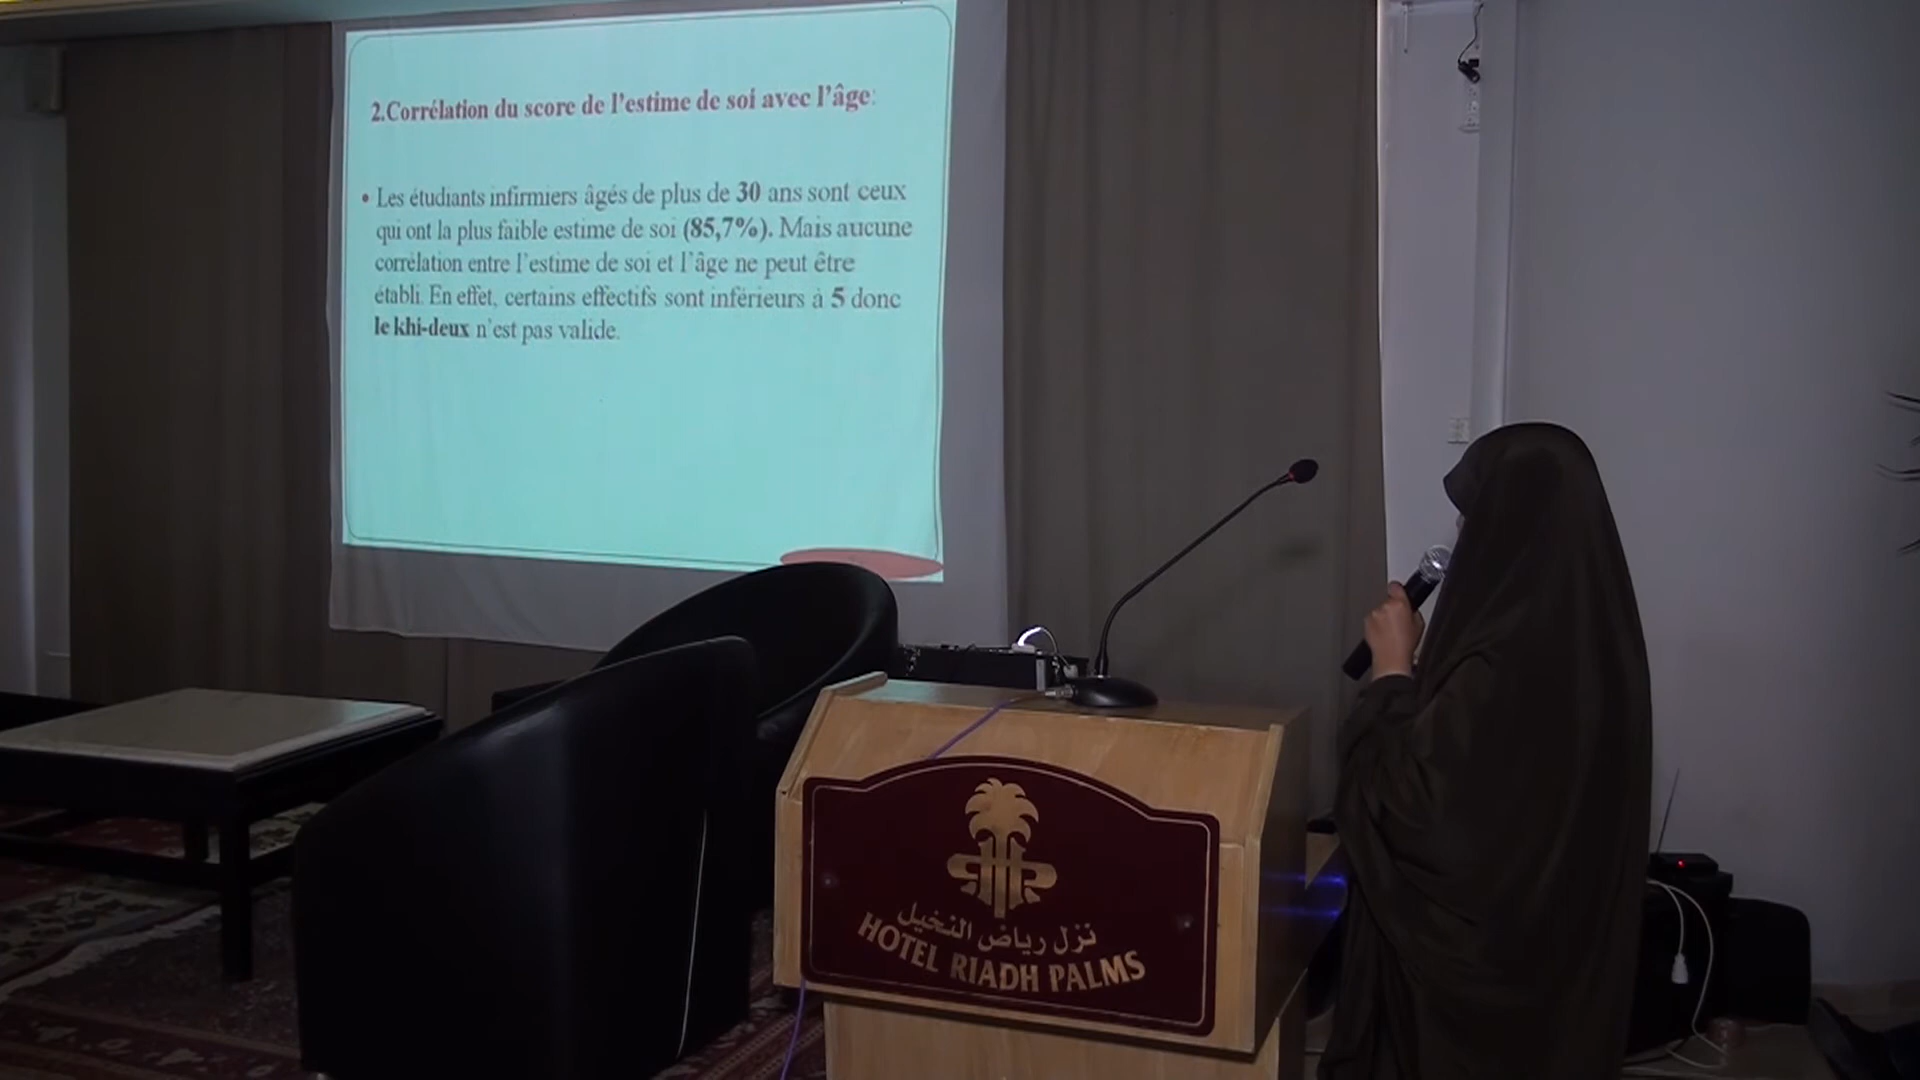 2.Corrélation du score de l'estime de soi avec l'âge:
• Les étudiants infirmiers âgés de plus de 30 ans sont ceux
qui ont la plus faible estime de soi (85,7%). Mais aucune
corrélation entre l'estime de soi et l'âge ne peut être
établi. En effet, certains effectifs sont inférieurs à 5 donc
le khi-deux n'est pas valide.
نزل رياض النخيل
HOTEL RIADH PALMS